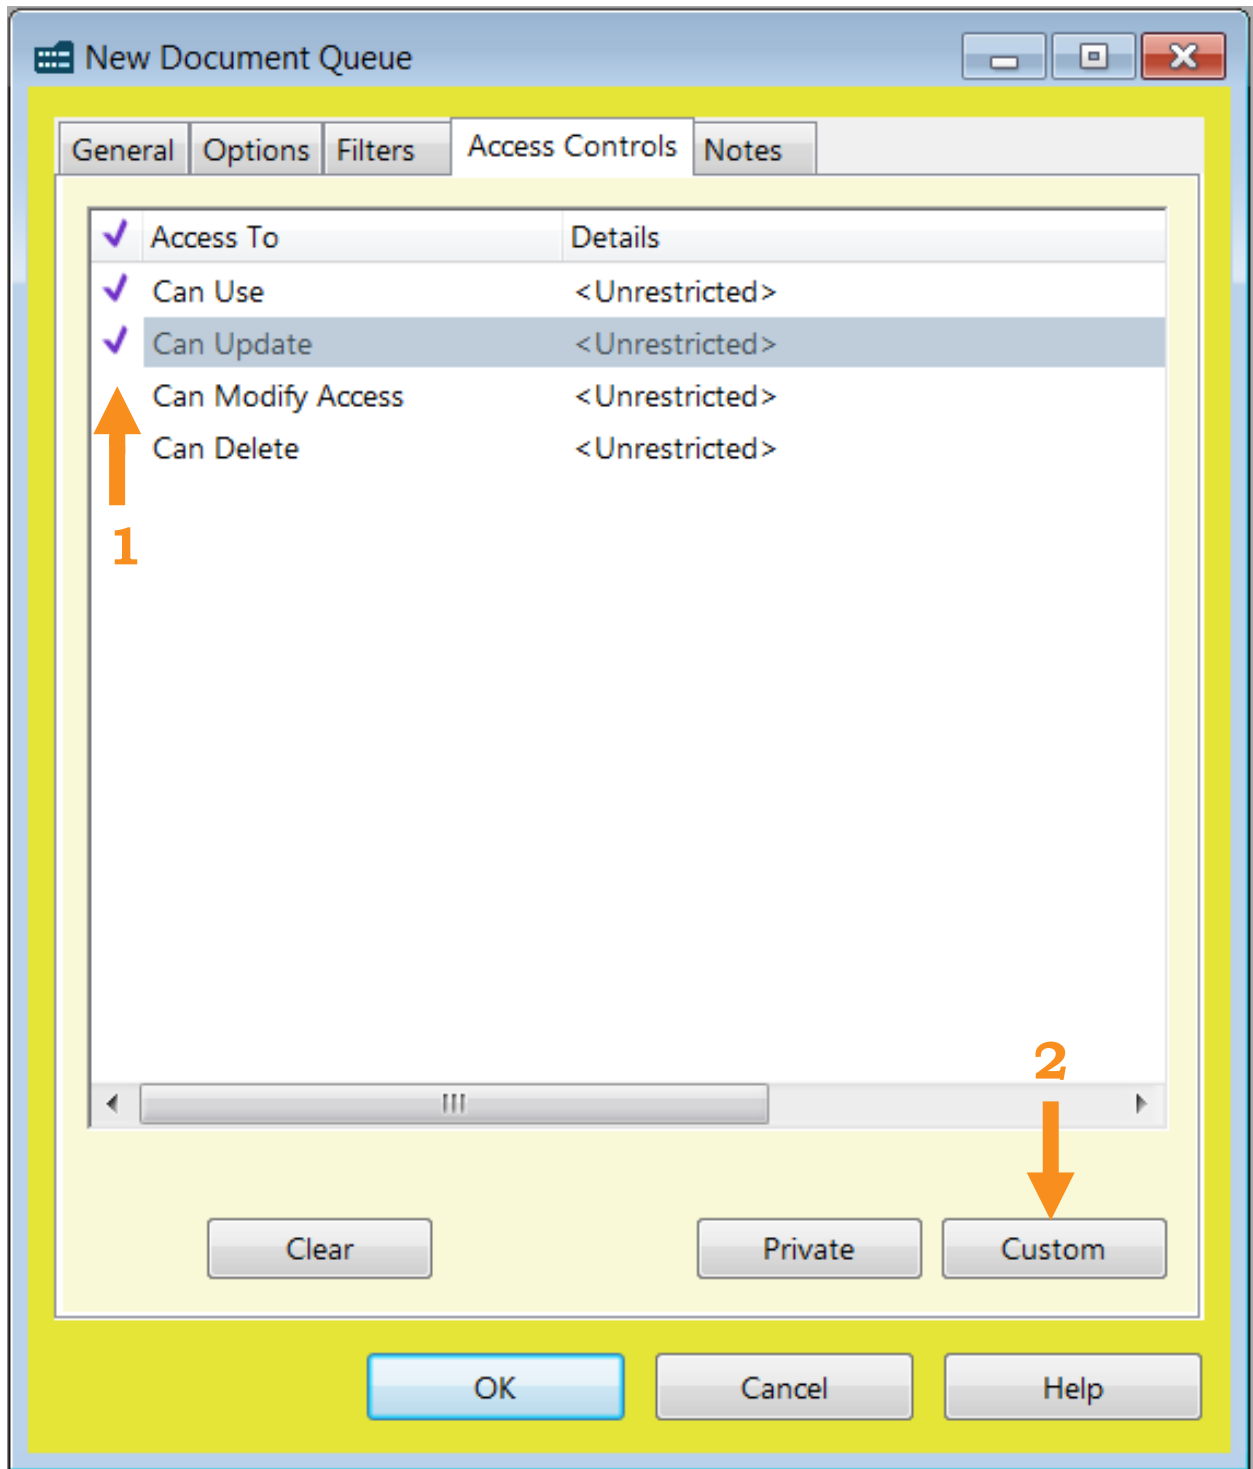 New Document Queue
General Options Filters Access Controls Notes
Access To Details
Can Use <Unrestricted>
Can Update <Unrestricted>
Can Modify Access <Unrestricted>
Can Delete <Unrestricted>
1
2
Clear Private Custom
OK Cancel Help